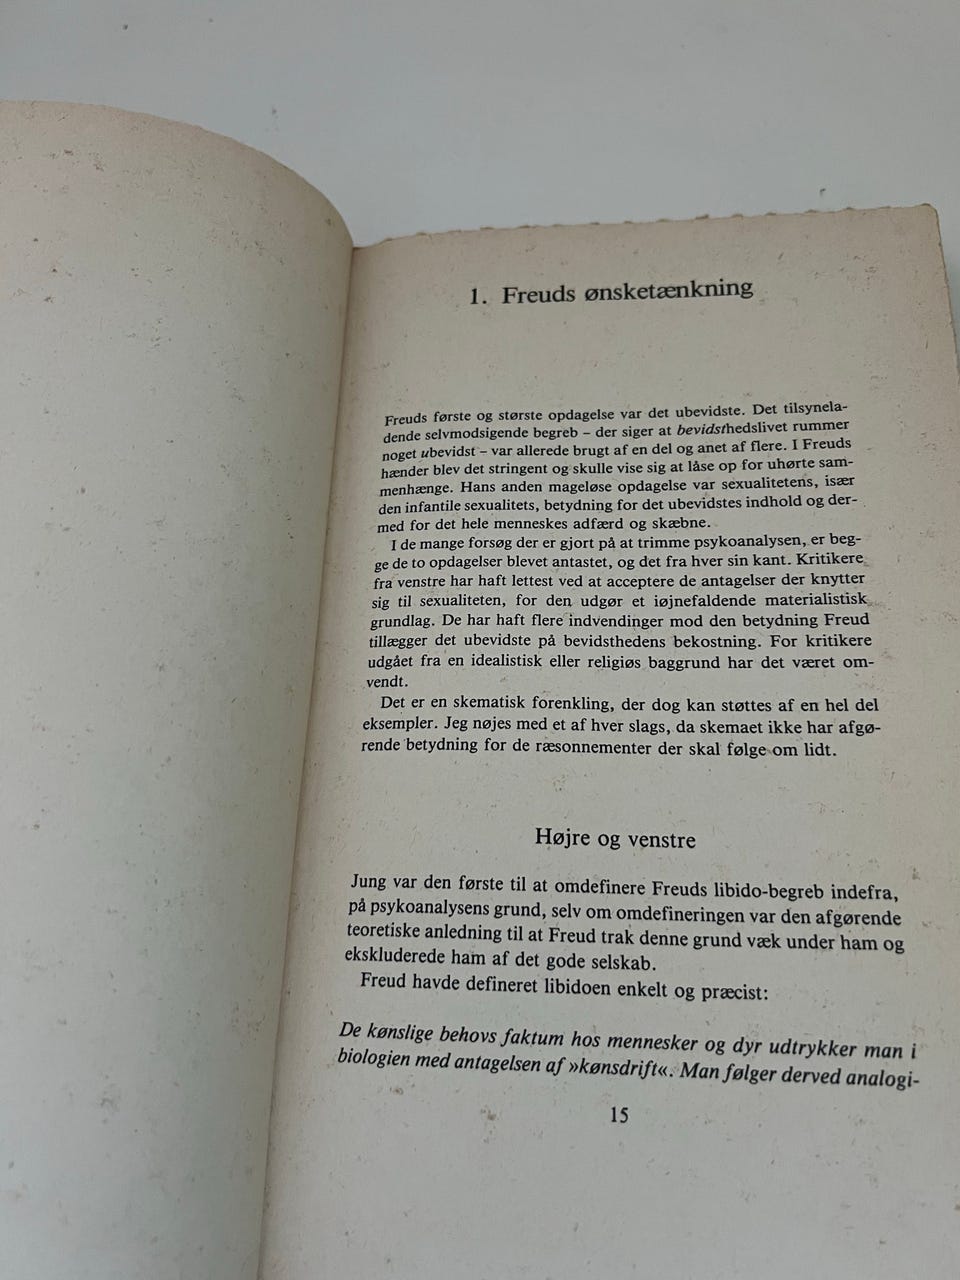 1. Freuds ønsketænkning
Freuds første og største opdagelse var det ubevidste. Det tilsynela-
dende selvmodsigende begreb – der siger at bevidsthedslivet rummer
noget ubevidst – var allerede brugt af en del og anet af flere. I Freuds
hænder blev det stringent og skulle vise sig at låse op for uhørte sam-
menhænge. Hans anden mageløse opdagelse var sexualitetens, især
den infantile sexualitets, betydning for det ubevidstes indhold og der-
med for det hele menneskes adfærd og skæbne.
I de mange forsøg der er gjort på at trimme psykoanalysen, er beg-
ge de to opdagelser blevet antastet, og det fra hver sin kant. Kritikere
fra venstre har haft lettest ved at acceptere de antagelser der knytter
sig til sexualiteten, for den udgør et iøjnefaldende materialistisk
grundlag. De har haft flere indvendinger mod den betydning Freud
tillægger det ubevidste på bevidsthedens bekostning. For kritikere
udgået fra en idealistisk eller religiøs baggrund har det været om-
vendt.
Det er en skematisk forenkling, der dog kan støttes af en hel del
eksempler. Jeg nøjes med et af hver slags, da skemaet ikke har afgø-
rende betydning for de ræsonnementer der skal følge om lidt.
Højre og venstre
Jung var den første til at omdefinere Freuds libido-begreb indefra,
på psykoanalysens grund, selv om omdefineringen var den afgørende
teoretiske anledning til at Freud trak denne grund væk under ham og
ekskluderede ham af det gode selskab.
Freud havde defineret libidoen enkelt og præcist:
De kønslige behovs faktum hos mennesker og dyr udtrykker man i
biologien med antagelsen af »kønsdrift«. Man følger derved analogi-
15